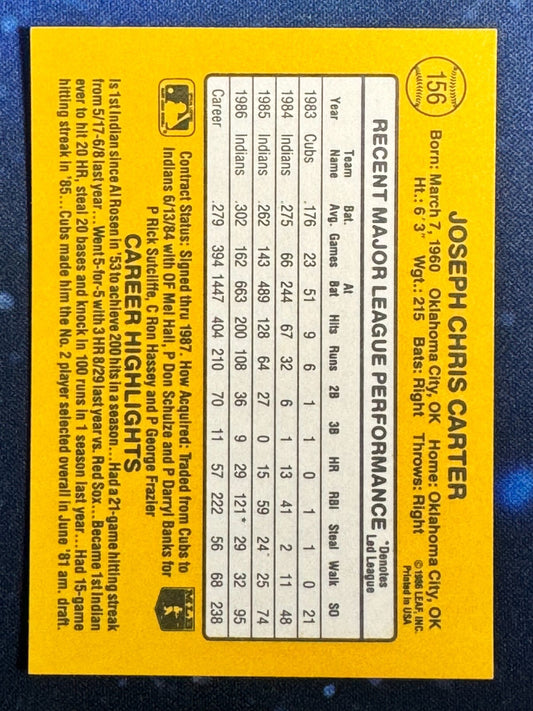 156
JOSEPH CHRIS CARTER
Born: March 7, 1960 Oklahoma City, OK Home: Oklahoma City, OK
Ht.: 6'3" Wgt.: 215 Bats: Right Throws: Right
© 1986 LEAF, INC.
Printed in USA
RECENT MAJOR LEAGUE PERFORMANCE *Denotes Led League
Year Team Name Bat. Avg. Games At Bat Hits Runs 2B 3B HR RBI Steal Walk SO
1983 Cubs .176 23 51 9 6 1 1 0 1 1 0 21
1984 Indians .275 66 244 67 32 6 1 13 41 2 11 48
1985 Indians .262 143 489 128 64 27 0 15 59 24 25 74
1986 Indians .302 162 663 200 108 36 9 29 121* 29 32 95
Career .279 394 1447 404 210 70 11 57 222 56 68 238
Contract Status: Signed thru 1987. How Acquired: Traded from Cubs to
Indians 6/13/84 with OF Mel Hall, P Don Schulze and P Darryl Banks for
P Rick Sutcliffe, C Ron Hassey and P George Frazier
MLB
CAREER HIGHLIGHTS
Is 1st Indian since Al Rosen in '53 to achieve 200 hits in a season....Had a 21-game hitting streak
from 5/17-6/8 last year....Went 5-for-5 with 3 HR 8/29 last year vs. Red Sox....Became 1st Indian
ever to hit 20 HR, steal 20 bases and knock in 100 runs in 1 season last year....Had 15-game
hitting streak in '85...Cubs made him the No. 2 player selected overall in June '81 am. draft.